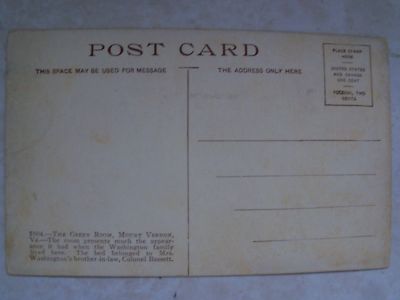 POST CARD
THIS SPACE MAY BE USED FOR MESSAGE
THE ADDRESS ONLY HERE
PLACE STAMP
HERE
UNITED STATES
AND CANADA
ONE CENT
FOREIGN, TWO
CENTS
THE GREEN ROOM, MOUNT VERNON,
VA.—The room presents much the appear-
ance it had when the Washington family
lived here. The bed belonged to Mrs.
Washington's brother-in-law, Colonel Bassett.